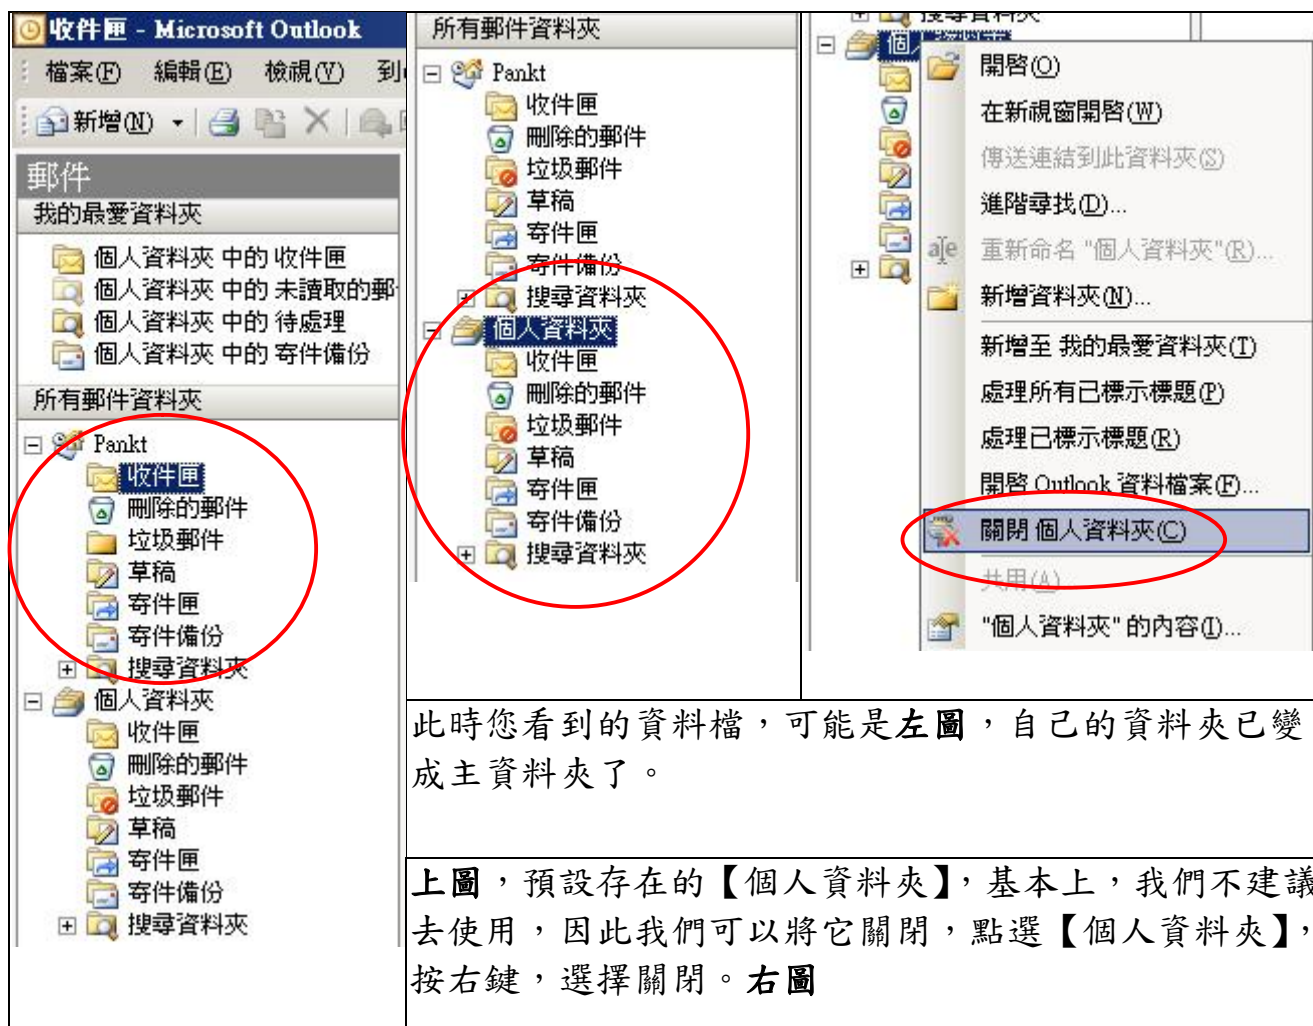 收件匣 - Microsoft Outlook
檔案(F) 編輯(E) 檢視(V)
新增(N)
郵件
我的最愛資料夾
個人資料夾 中的 收件匣
個人資料夾 中的 未讀取的郵
個人資料夾 中的 待處理
個人資料夾 中的 寄件備份
所有郵件資料夾
Pankt
收件匣
刪除的郵件
垃圾郵件
草稿
寄件匣
寄件備份
搜尋資料夾
個人資料夾
收件匣
刪除的郵件
垃圾郵件
草稿
寄件匣
寄件備份
搜尋資料夾
所有郵件資料夾
Pankt
收件匣
刪除的郵件
垃圾郵件
草稿
寄件匣
寄件備份
搜尋資料夾
個人資料夾
收件匣
刪除的郵件
垃圾郵件
草稿
寄件匣
寄件備份
搜尋資料夾
搜尋資料夾
開啓(O)
在新視窗開啓(W)
傳送連結到此資料夾(S)
進階尋找(D)...
重新命名 "個人資料夾"(R)...
新增資料夾(N)...
新增至 我的最愛資料夾(T)
處理所有已標示標題(P)
處理已標示標題(R)
開啓 Outlook 資料檔案(F)...
關閉 個人資料夾(C)
共用(A)
"個人資料夾" 的內容(I)...
此時您看到的資料檔，可能是左圖，自己的資料夾已變
成主資料夾了。
上圖，預設存在的【個人資料夾】，基本上，我們不建議
去使用，因此我們可以將它關閉，點選【個人資料夾】，
按右鍵，選擇關閉。右圖